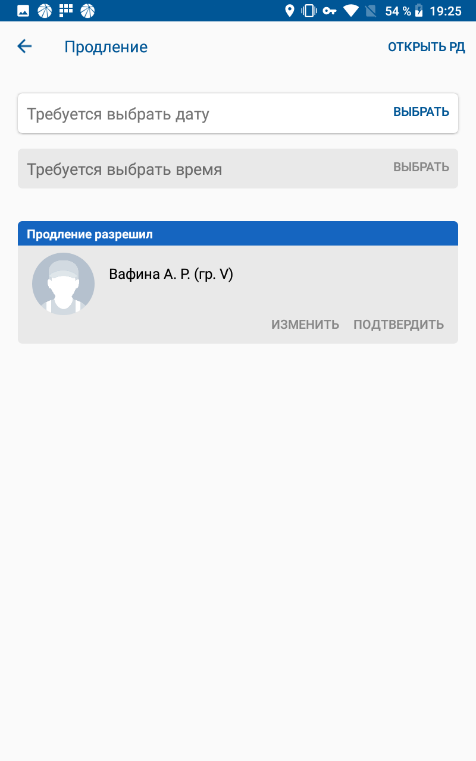 54 % 19:25
Продление ОТКРЫТЬ РД
Требуется выбрать дату ВЫБРАТЬ
Требуется выбрать время ВЫБРАТЬ
Продление разрешил
Вафина А. Р. (гр. V)
ИЗМЕНИТЬ ПОДТВЕРДИТЬ